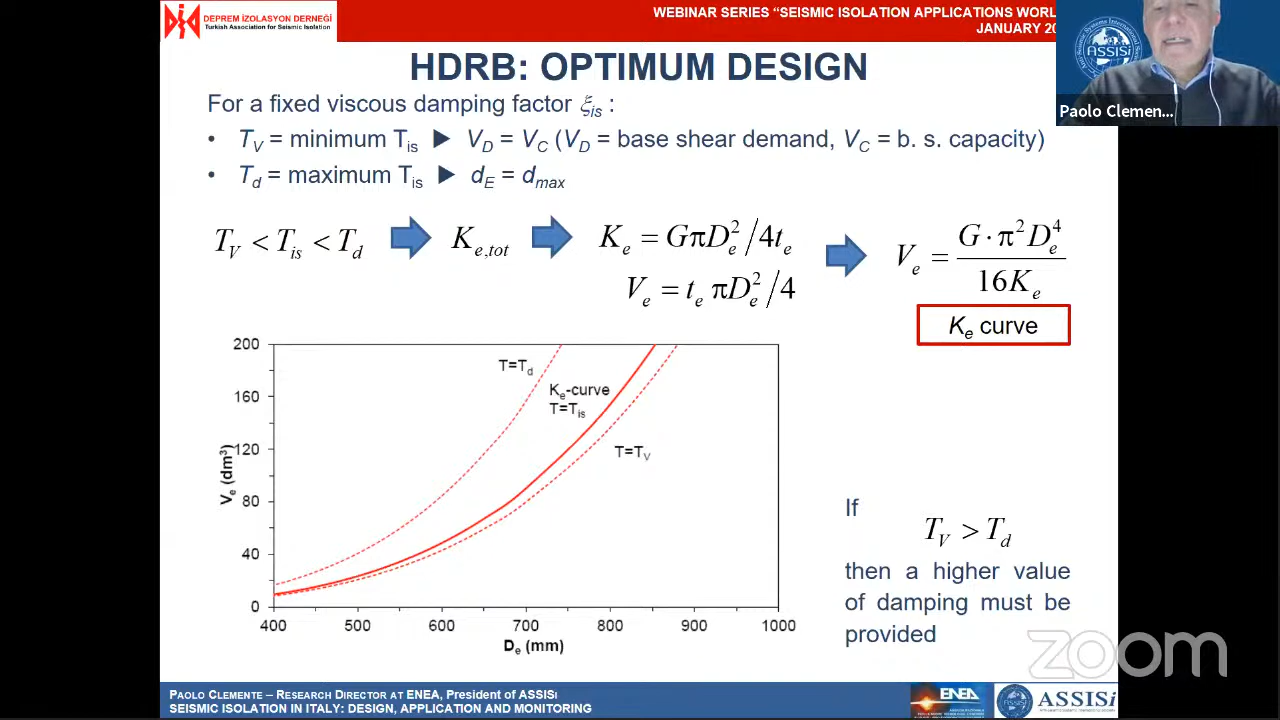 DEPREM İZOLASYON DERNEĞİ
Turkish Association for Seismic Isolation
WEBINAR SERIES “SEISMIC ISOLATION APPLICATIONS
JANUARY
ASSISi
Paolo Clemen...
HDRB: OPTIMUM DESIGN
For a fixed viscous damping factor ξis :
• TV = minimum Tis ► VD = VC (VD = base shear demand, VC = b. s. capacity)
• Td = maximum Tis ► dE = dmax
TV < Tis < Td
Ke,tot
Ke = GπDe²/4te
Ve = te πDe²/4
Ve = G·π²De⁴ / 16Ke
Ke curve
200
160
120
80
40
0
Ve (dm³)
T=Td
Ke-curve
T=Tis
T=TV
400 500 600 700 800 900 1000
De (mm)
If
TV > Td
then a higher value
of damping must be
provided
zoom
PAOLO CLEMENTE – RESEARCH DIRECTOR AT ENEA, PRESIDENT OF ASSISi
SEISMIC ISOLATION IN ITALY: DESIGN, APPLICATION AND MONITORING
ENEA
ASSISi